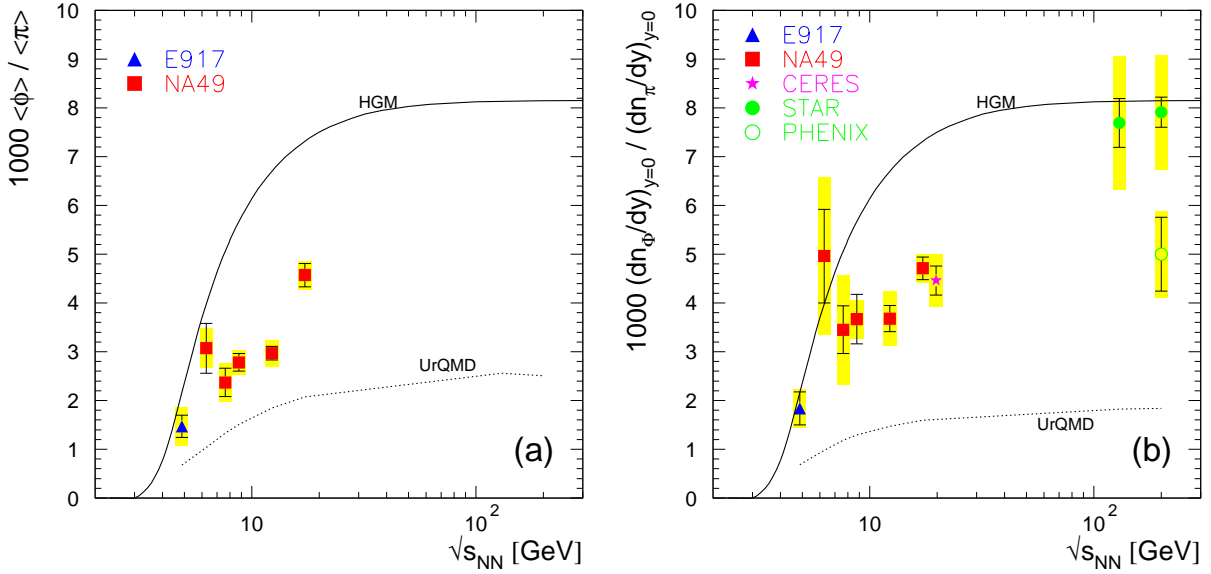 1000 <ϕ> / <π>
10
9
8
7
6
5
4
3
2
1
0
E917
NA49
HGM
UrQMD
(a)
10
10²
√s_NN [GeV]
1000 (dn_Φ/dy)_y=0 / (dn_π/dy)_y=0
10
9
8
7
6
5
4
3
2
1
0
E917
NA49
CERES
STAR
PHENIX
HGM
UrQMD
(b)
10
10²
√s_NN [GeV]